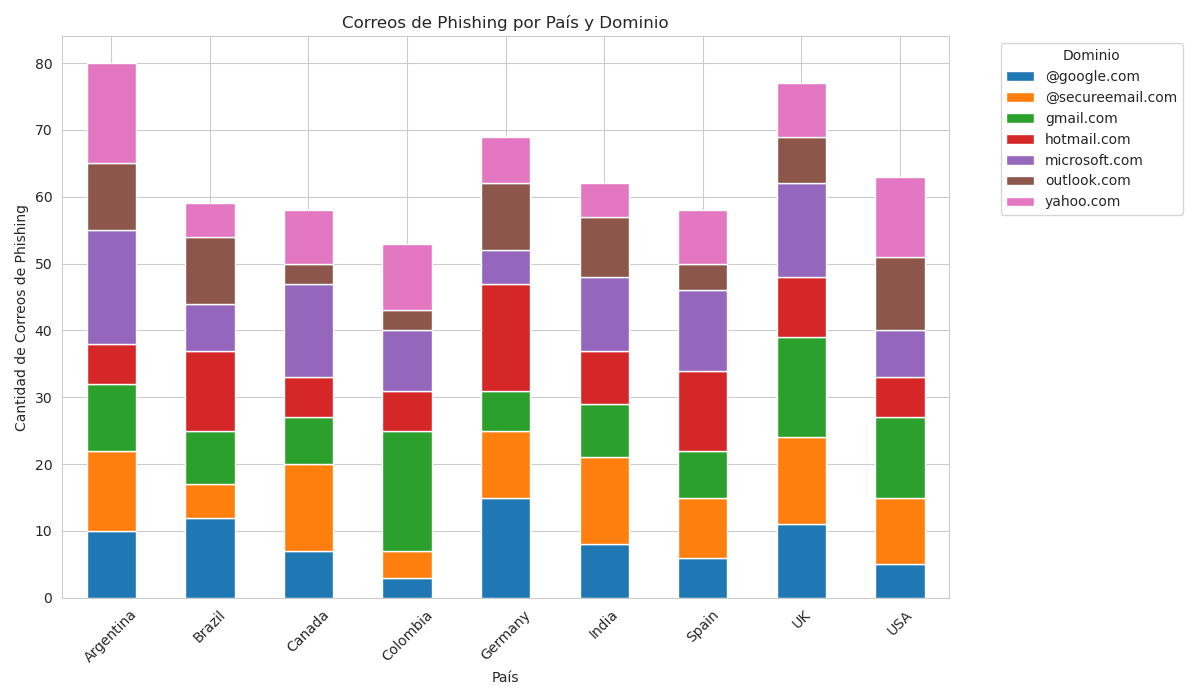 Correos de Phishing por País y Dominio
Cantidad de Correos de Phishing
80
70
60
50
40
30
20
10
0
Argentina
Brazil
Canada
Colombia
Germany
India
Spain
UK
USA
País
Dominio
@google.com
@secureemail.com
gmail.com
hotmail.com
microsoft.com
outlook.com
yahoo.com